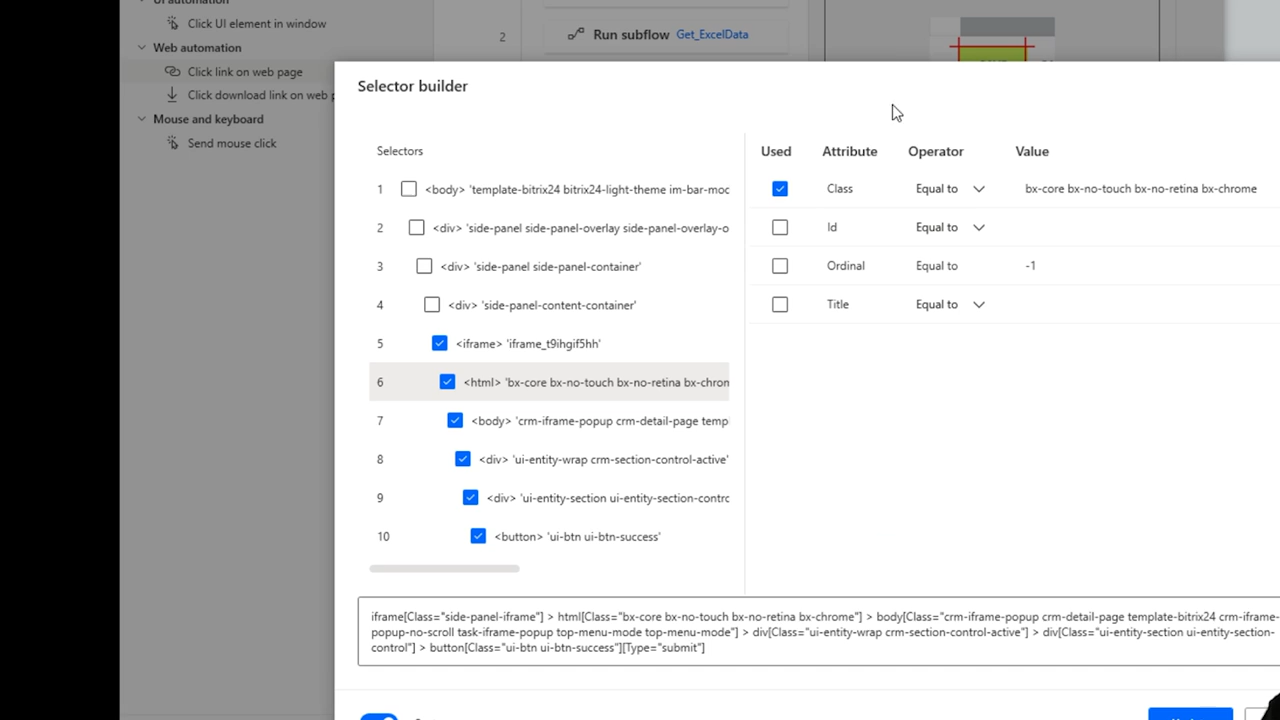 Click UI element in window
Web automation
Click link on web page
Click download link on web p
Mouse and keyboard
Send mouse click
2
Run subflow Get_ExcelData
Selector builder
Selectors
Used Attribute Operator Value
1 <body> 'template-bitrix24 bitrix24-light-theme im-bar-moc
Class Equal to bx-core bx-no-touch bx-no-retina bx-chrome
2 <div> 'side-panel side-panel-overlay side-panel-overlay-o
Id Equal to
3 <div> 'side-panel side-panel-container'
Ordinal Equal to -1
4 <div> 'side-panel-content-container'
Title Equal to
5 <iframe> 'iframe_t9ihgif5hh'
6 <html> 'bx-core bx-no-touch bx-no-retina bx-chron
7 <body> 'crm-iframe-popup crm-detail-page temp
8 <div> 'ui-entity-wrap crm-section-control-active'
9 <div> 'ui-entity-section ui-entity-section-contrc
10 <button> 'ui-btn ui-btn-success'
iframe[Class="side-panel-iframe"] > html[Class="bx-core bx-no-touch bx-no-retina bx-chrome"] > body[Class="crm-iframe-popup crm-detail-page template-bitrix24 crm-iframe-
popup-no-scroll task-iframe-popup top-menu-mode top-menu-mode"] > div[Class="ui-entity-wrap crm-section-control-active"] > div[Class="ui-entity-section ui-entity-section-
control"] > button[Class="ui-btn ui-btn-success"][Type="submit"]